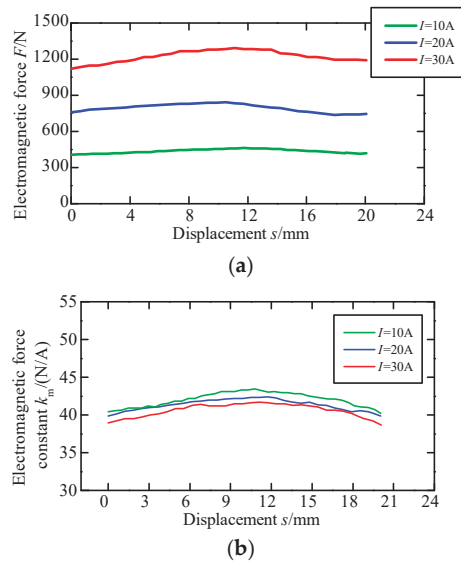 1500
1200
900
600
300
0
Electromagnetic force F/N
I=10A
I=20A
I=30A
0 4 8 12 16 20 24
Displacement s/mm
(a)
55
50
45
40
35
30
Electromagnetic force
constant km/(N/A)
I=10A
I=20A
I=30A
0 3 6 9 12 15 18 21 24
Displacement s/mm
(b)